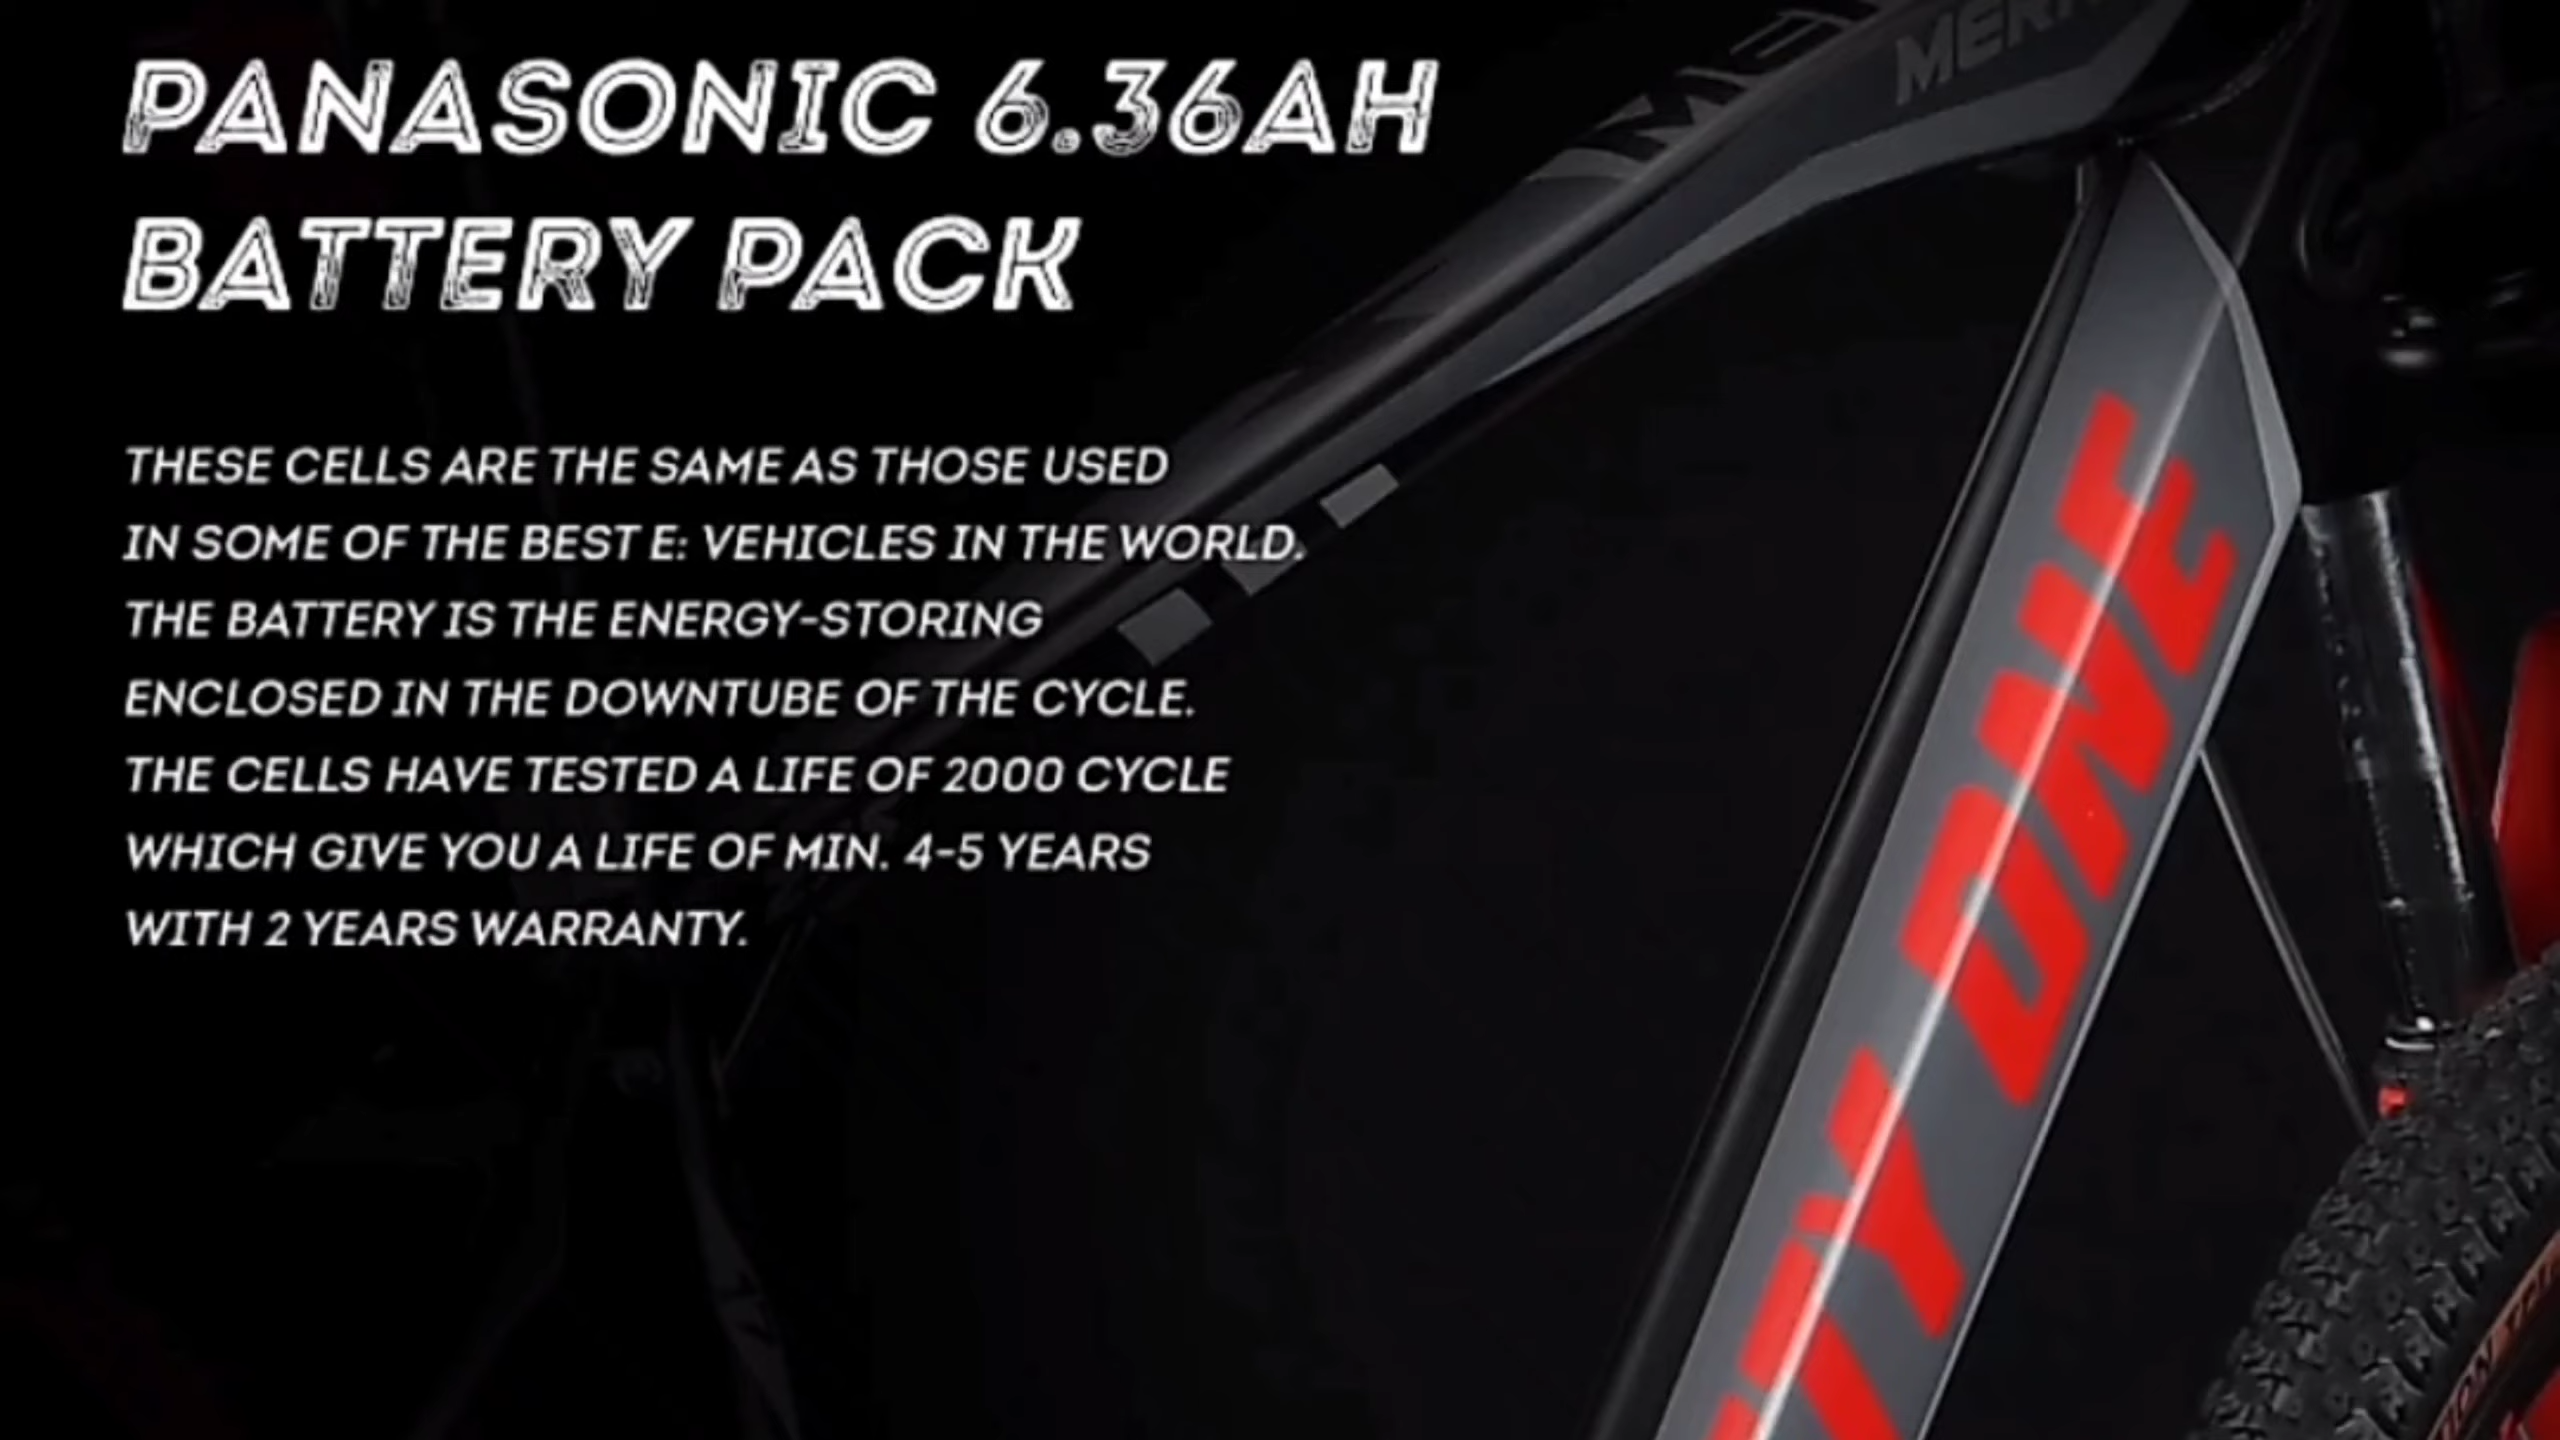 PANASONIC 6.36AH
BATTERY PACK
THESE CELLS ARE THE SAME AS THOSE USED
IN SOME OF THE BEST E: VEHICLES IN THE WORLD.
THE BATTERY IS THE ENERGY-STORING
ENCLOSED IN THE DOWNTUBE OF THE CYCLE.
THE CELLS HAVE TESTED A LIFE OF 2000 CYCLE
WHICH GIVE YOU A LIFE OF MIN. 4-5 YEARS
WITH 2 YEARS WARRANTY.
ONE